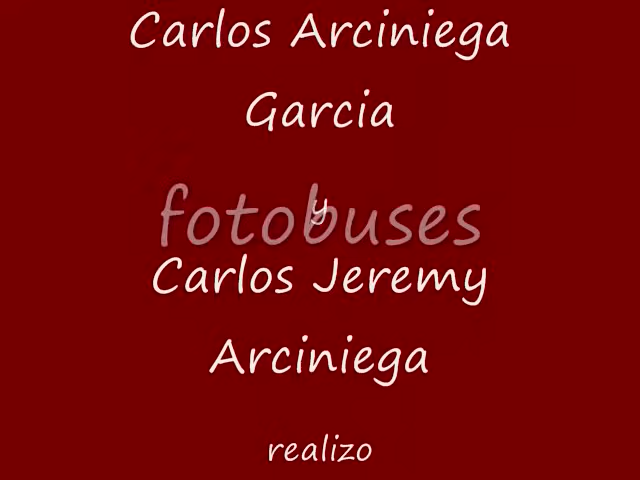 Carlos Arciniega
Garcia
y
fotobuses
Carlos Jeremy
Arciniega
realizo